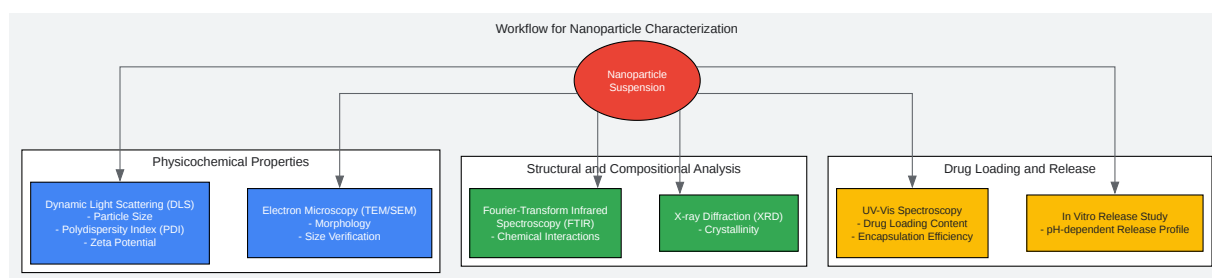 Workflow for Nanoparticle Characterization
Nanoparticle
Suspension
Physicochemical Properties
Dynamic Light Scattering (DLS)
- Particle Size
- Polydispersity Index (PDI)
- Zeta Potential
Electron Microscopy (TEM/SEM)
- Morphology
- Size Verification
Structural and Compositional Analysis
Fourier-Transform Infrared
Spectroscopy (FTIR)
- Chemical Interactions
X-ray Diffraction (XRD)
- Crystallinity
Drug Loading and Release
UV-Vis Spectroscopy
- Drug Loading Content
- Encapsulation Efficiency
In Vitro Release Study
- pH-dependent Release Profile